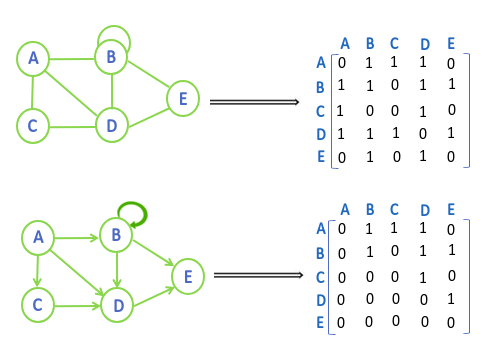 A B E C D
A B C D E
A 0 1 1 1 0
B 1 1 0 1 1
C 1 0 0 1 0
D 1 1 1 0 1
E 0 1 0 1 0
A B E C D
A B C D E
A 0 1 1 1 0
B 0 1 0 1 1
C 0 0 0 1 0
D 0 0 0 0 1
E 0 0 0 0 0